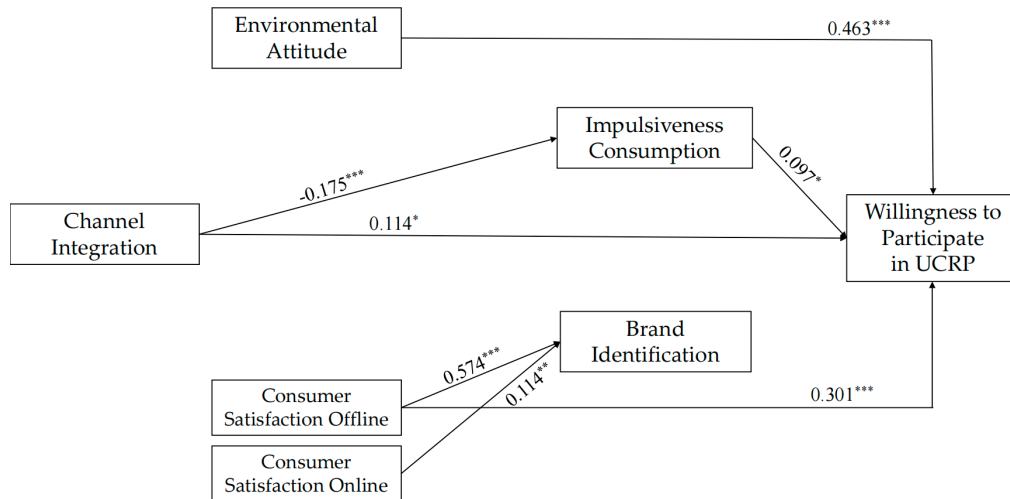 Environmental
Attitude
0.463***
Impulsiveness
Consumption
0.097*
-0.175***
Channel
Integration
0.114*
Willingness to
Participate
in UCRP
Brand
Identification
0.574***
0.114**
Consumer
Satisfaction Offline
0.301***
Consumer
Satisfaction Online